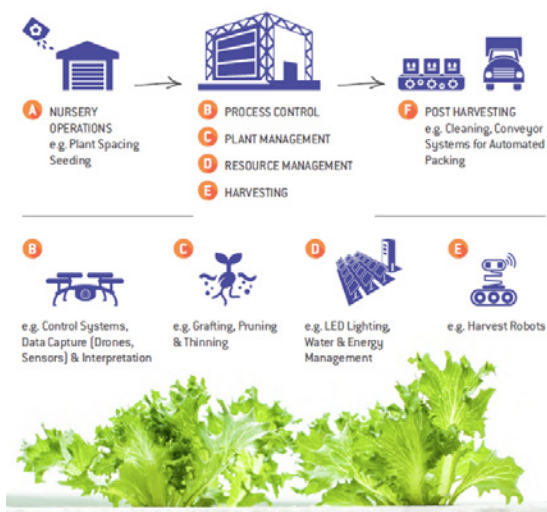 A NURSERY
OPERATIONS
e.g. Plant Spacing
Seeding
B PROCESS CONTROL
C PLANT MANAGEMENT
D RESOURCE MANAGEMENT
E HARVESTING
F POST HARVESTING
e.g. Cleaning, Conveyor
Systems for Automated
Packing
B
e.g. Control Systems,
Data Capture (Drones,
Sensors) & Interpretation
C
e.g. Grafting, Pruning
& Thinning
D
e.g. LED Lighting,
Water & Energy
Management
E
e.g. Harvest Robots